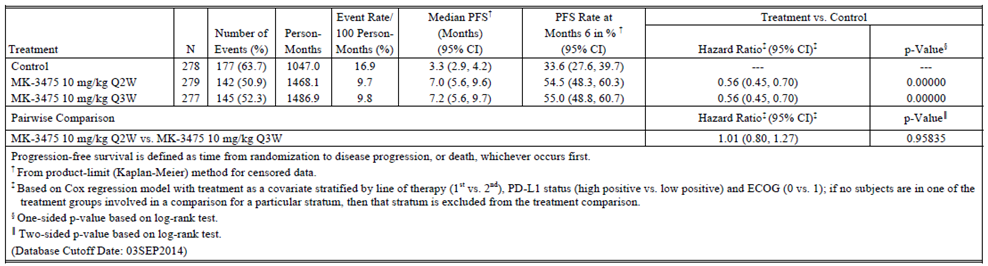 Treatment N Number of Events (%) Person-Months Event Rate/ 100 Person-Months (%) Median PFS† (Months) (95% CI) PFS Rate at Months 6 in % † (95% CI) Treatment vs. Control
Hazard Ratio‡ (95% CI)‡ p-Value§
Control 278 177 (63.7) 1047.0 16.9 3.3 (2.9, 4.2) 33.6 (27.6, 39.7) --- ---
MK-3475 10 mg/kg Q2W 279 142 (50.9) 1468.1 9.7 7.0 (5.6, 9.6) 54.5 (48.3, 60.3) 0.56 (0.45, 0.70) 0.00000
MK-3475 10 mg/kg Q3W 277 145 (52.3) 1486.9 9.8 7.2 (5.6, 9.7) 55.0 (48.8, 60.7) 0.56 (0.45, 0.70) 0.00000
Pairwise Comparison Hazard Ratio‡ (95% CI)‡ p-Value‖
MK-3475 10 mg/kg Q2W vs. MK-3475 10 mg/kg Q3W 1.01 (0.80, 1.27) 0.95835
Progression-free survival is defined as time from randomization to disease progression, or death, whichever occurs first.
† From product-limit (Kaplan-Meier) method for censored data.
‡ Based on Cox regression model with treatment as a covariate stratified by line of therapy (1st vs. 2nd), PD-L1 status (high positive vs. low positive) and ECOG (0 vs. 1); if no subjects are in one of the
treatment groups involved in a comparison for a particular stratum, then that stratum is excluded from the treatment comparison.
§ One-sided p-value based on log-rank test.
‖ Two-sided p-value based on log-rank test.
(Database Cutoff Date: 03SEP2014)